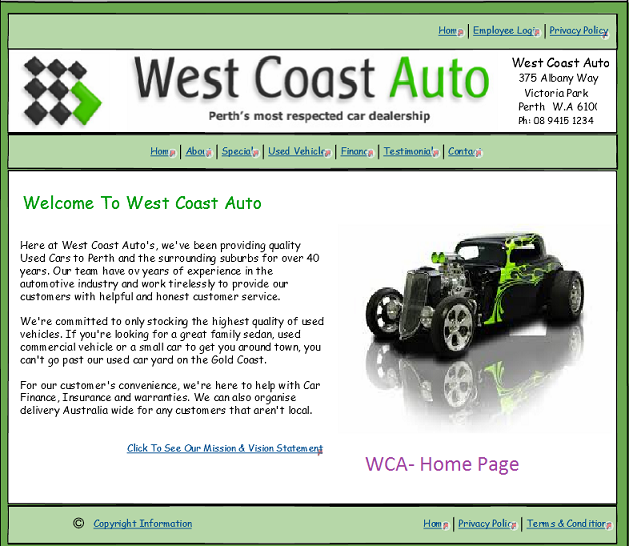 Home | Employee Login | Privacy Policy
West Coast Auto
Perth's most respected car dealership
West Coast Auto
375 Albany Way
Victoria Park
Perth W.A 6100
Ph: 08 9415 1234
Home | About | Specials | Used Vehicles | Finance | Testimonials | Contact
Welcome To West Coast Auto
Here at West Coast Auto's, we've been providing quality
Used Cars to Perth and the surrounding suburbs for over 40
years. Our team have ov years of experience in the
automotive industry and work tirelessly to provide our
customers with helpful and honest customer service.
We're committed to only stocking the highest quality of used
vehicles. If you're looking for a great family sedan, used
commercial vehicle or a small car to get you around town, you
can't go past our used car yard on the Gold Coast.
For our customer's convenience, we're here to help with Car
Finance, Insurance and warranties. We can also organise
delivery Australia wide for any customers that aren't local.
Click To See Our Mission & Vision Statement
WCA- Home Page
© Copyright Information
Home | Privacy Policy | Terms & Conditions